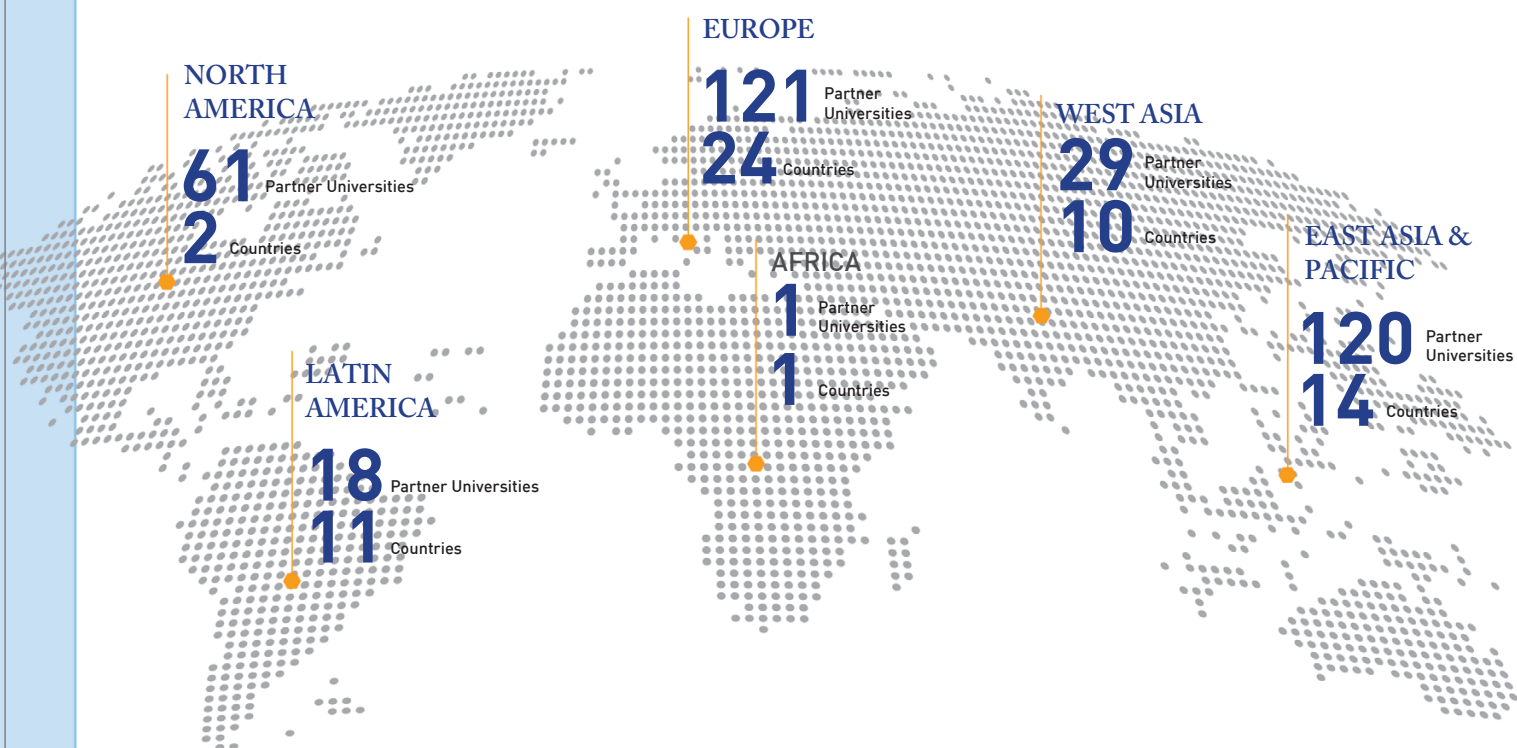 NORTH
AMERICA
61 Partner Universities
2 Countries
LATIN
AMERICA
18 Partner Universities
11 Countries
EUROPE
121 Partner
Universities
24 Countries
AFRICA
1 Partner
Universities
1 Countries
WEST ASIA
29 Partner
Universities
10 Countries
EAST ASIA &
PACIFIC
120 Partner
Universities
14 Countries